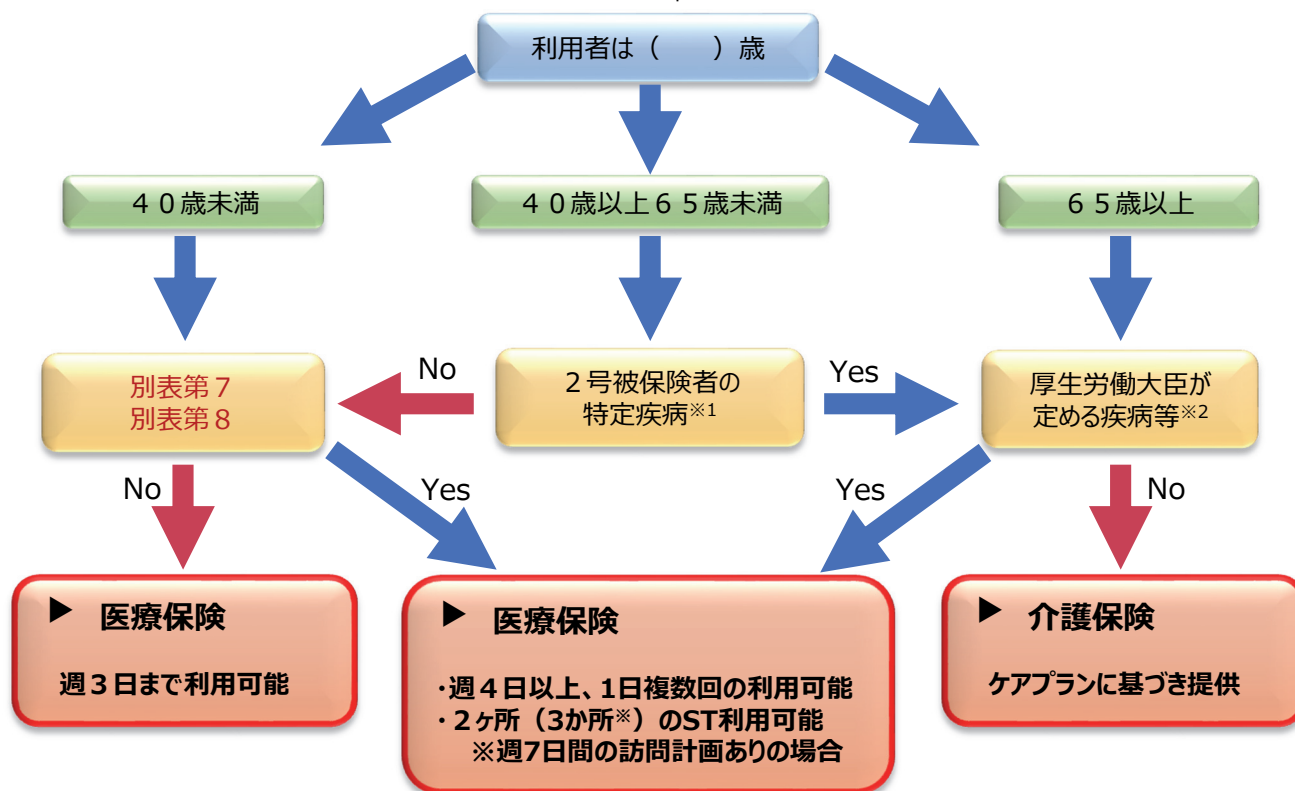 利用者は（　　）歳
４０歳未満
４０歳以上６５歳未満
６５歳以上
別表第７
別表第８
No
２号被保険者の
特定疾病※1
Yes
厚生労働大臣が
定める疾病等※2
No
Yes
Yes
No
▶ 医療保険
週３日まで利用可能
▶ 医療保険
・週４日以上、1日複数回の利用可能
・２ヶ所（3か所※）のST利用可能
※週7日間の訪問計画ありの場合
▶ 介護保険
ケアプランに基づき提供